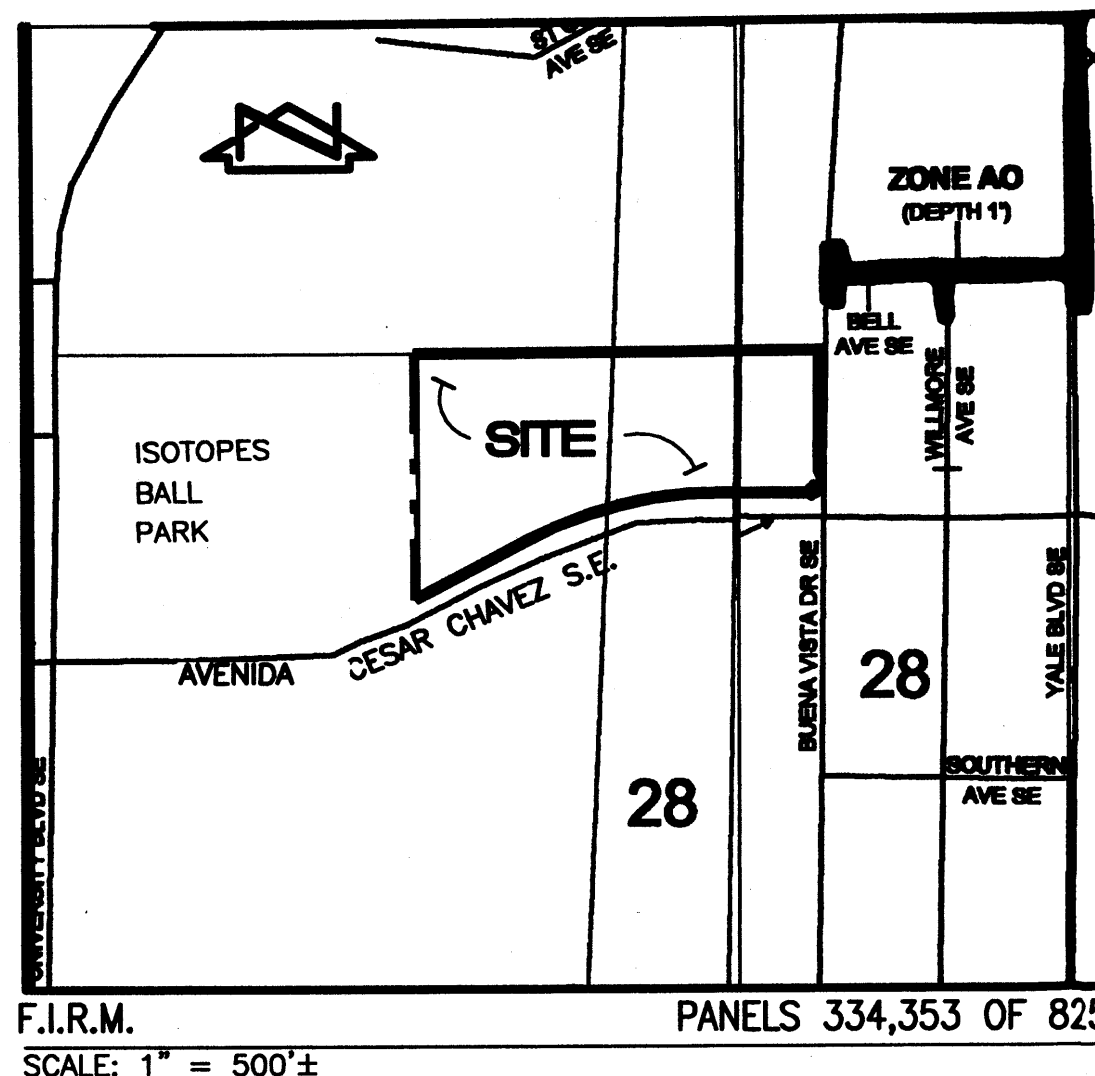 AVE SE
ZONE AO
(DEPTH 1')
BELL
AVE SE
WILLMORE
AVE SE
SITE
ISOTOPES
BALL
PARK
AVENIDA
CESAR CHAVEZ S.E.
BUENA VISTA DR SE
28
YALE BLVD SE
SOUTHERN
AVE SE
28
UNIVERSITY BLVD SE
F.I.R.M.
PANELS 334,353 OF 825
SCALE: 1" = 500'±